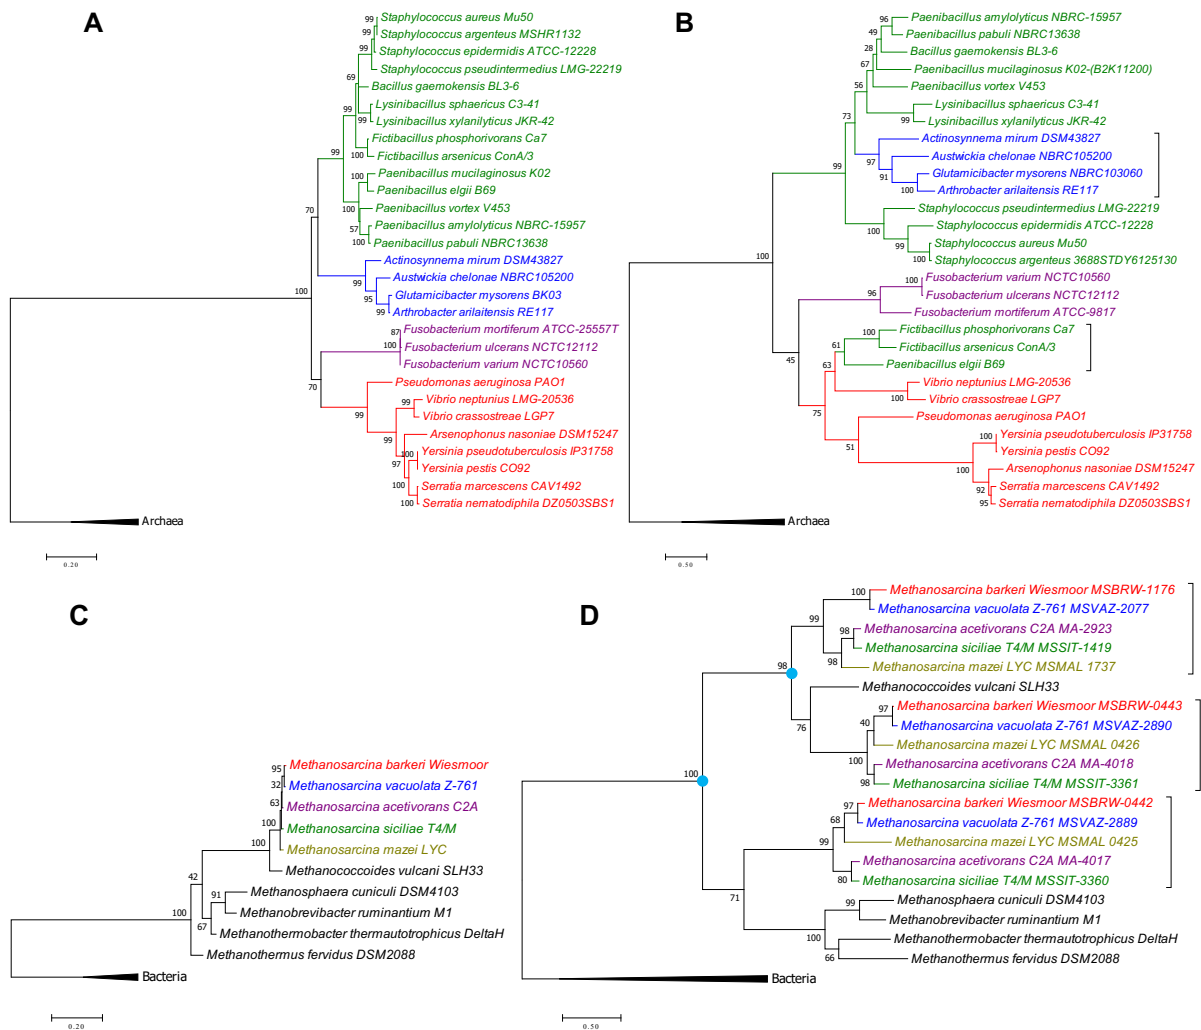 A
99
Staphylococcus aureus Mu50
99
Staphylococcus argenteus MSHR1132
99
Staphylococcus epidermidis ATCC-12228
Staphylococcus pseudintermedius LMG-22219
69
Bacillus gaemokensis BL3-6
99
Lysinibacillus sphaericus C3-41
99
Lysinibacillus xylanilyticus JKR-42
Fictibacillus phosphorivorans Ca7
99
100
Fictibacillus arsenicus ConA/3
Paenibacillus mucilaginosus K02
100
Paenibacillus elgii B69
100
Paenibacillus vortex V453
Paenibacillus amylolyticus NBRC-15957
57
100
Paenibacillus pabuli NBRC13638
70
Actinosynnema mirum DSM43827
99
Austwickia chelonae NBRC105200
95
Glutamicibacter mysorens BK03
99
Arthrobacter arilaitensis RE117
100
87
Fusobacterium mortiferum ATCC-25557T
100
Fusobacterium ulcerans NCTC12112
Fusobacterium varium NCTC10560
70
Pseudomonas aeruginosa PAO1
99
99
Vibrio neptunius LMG-20536
Vibrio crassostreae LGP7
99
Arsenophonus nasoniae DSM15247
100
Yersinia pseudotuberculosis IP31758
97
Yersinia pestis CO92
100
Serratia marcescens CAV1492
100
Serratia nematodiphila DZ0503SBS1
Archaea
0.20
B
96
Paenibacillus amylolyticus NBRC-15957
49
Paenibacillus pabuli NBRC13638
28
Bacillus gaemokensis BL3-6
67
Paenibacillus mucilaginosus K02-(B2K11200)
56
Paenibacillus vortex V453
Lysinibacillus sphaericus C3-41
99
Lysinibacillus xylanilyticus JKR-42
73
Actinosynnema mirum DSM43827
97
Austwickia chelonae NBRC105200
91
Glutamicibacter mysorens NBRC103060
100
Arthrobacter arilaitensis RE117
99
Staphylococcus pseudintermedius LMG-22219
100
Staphylococcus epidermidis ATCC-12228
99
Staphylococcus aureus Mu50
100
Staphylococcus argenteus 3688STDY6125130
100
Fusobacterium varium NCTC10560
100
Fusobacterium ulcerans NCTC12112
96
Fusobacterium mortiferum ATCC-9817
45
Fictibacillus phosphorivorans Ca7
100
Fictibacillus arsenicus ConA/3
61
Paenibacillus elgii B69
63
Vibrio neptunius LMG-20536
100
Vibrio crassostreae LGP7
75
Pseudomonas aeruginosa PAO1
51
100
Yersinia pseudotuberculosis IP31758
Yersinia pestis CO92
100
Arsenophonus nasoniae DSM15247
92
Serratia marcescens CAV1492
95
Serratia nematodiphila DZ0503SBS1
Archaea
0.50
C
95
Methanosarcina barkeri Wiesmoor
32
Methanosarcina vacuolata Z-761
63
Methanosarcina acetivorans C2A
100
Methanosarcina siciliae T4/M
Methanosarcina mazei LYC
100
Methanococcoides vulcani SLH33
42
91
Methanosphaera cuniculi DSM4103
100
Methanobrevibacter ruminantium M1
67
Methanothermobacter thermautotrophicus DeltaH
Methanothermus fervidus DSM2088
Bacteria
0.20
D
100
Methanosarcina barkeri Wiesmoor MSBRW-1176
Methanosarcina vacuolata Z-761 MSVAZ-2077
99
98
Methanosarcina acetivorans C2A MA-2923
Methanosarcina siciliae T4/M MSSIT-1419
98
Methanosarcina mazei LYC MSMAL 1737
98
Methanococcoides vulcani SLH33
97
Methanosarcina barkeri Wiesmoor MSBRW-0443
76
40
Methanosarcina vacuolata Z-761 MSVAZ-2890
Methanosarcina mazei LYC MSMAL 0426
100
Methanosarcina acetivorans C2A MA-4018
98
Methanosarcina siciliae T4/M MSSIT-3361
100
97
Methanosarcina barkeri Wiesmoor MSBRW-0442
68
Methanosarcina vacuolata Z-761 MSVAZ-2889
99
Methanosarcina mazei LYC MSMAL 0425
Methanosarcina acetivorans C2A MA-4017
80
Methanosarcina siciliae T4/M MSSIT-3360
71
99
Methanosphaera cuniculi DSM4103
Methanobrevibacter ruminantium M1
100
Methanothermobacter thermautotrophicus DeltaH
66
Methanothermus fervidus DSM2088
Bacteria
0.50